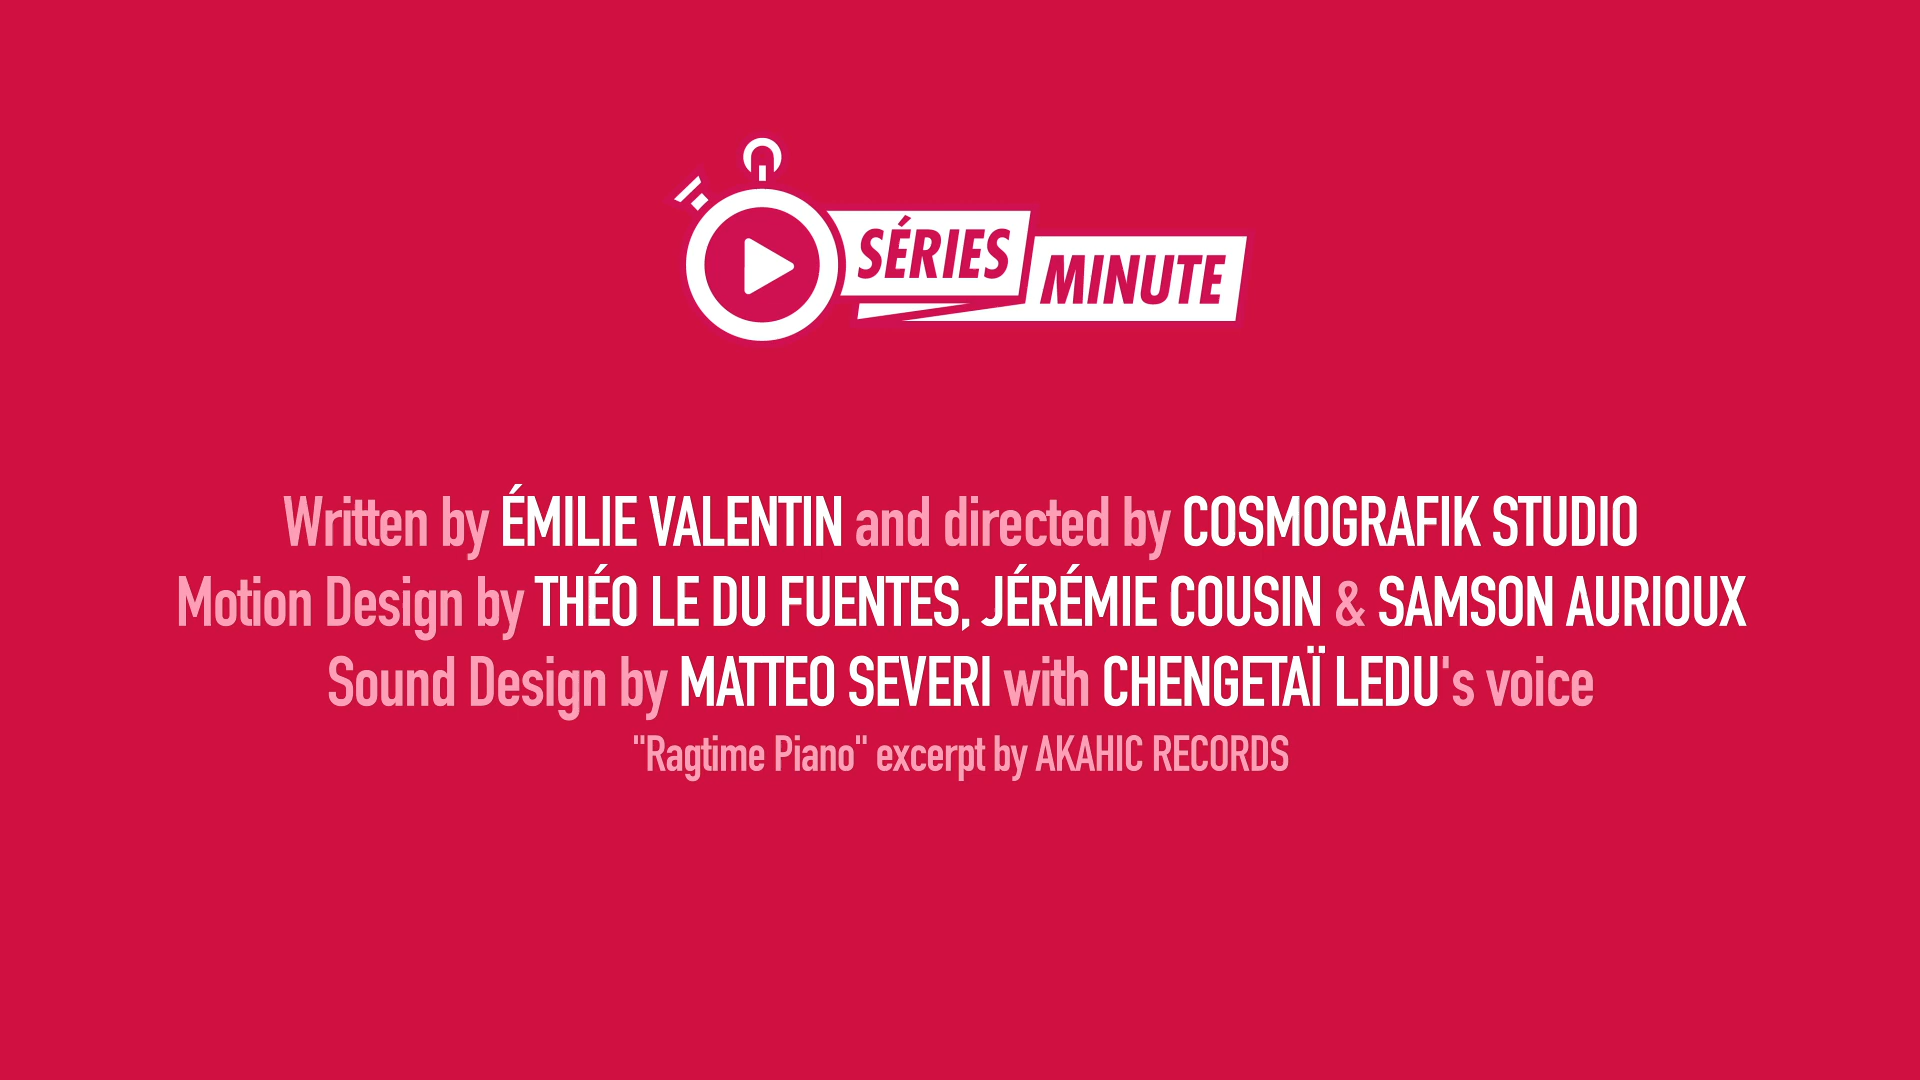 SÉRIES
MINUTE
Written by ÉMILIE VALENTIN and directed by COSMOGRAFIK STUDIO
Motion Design by THÉO LE DU FUENTES, JÉRÉMIE COUSIN & SAMSON AURIOUX
Sound Design by MATTEO SEVERI with CHENGETAÏ LEDU's voice
"Ragtime Piano" excerpt by AKAHIC RECORDS